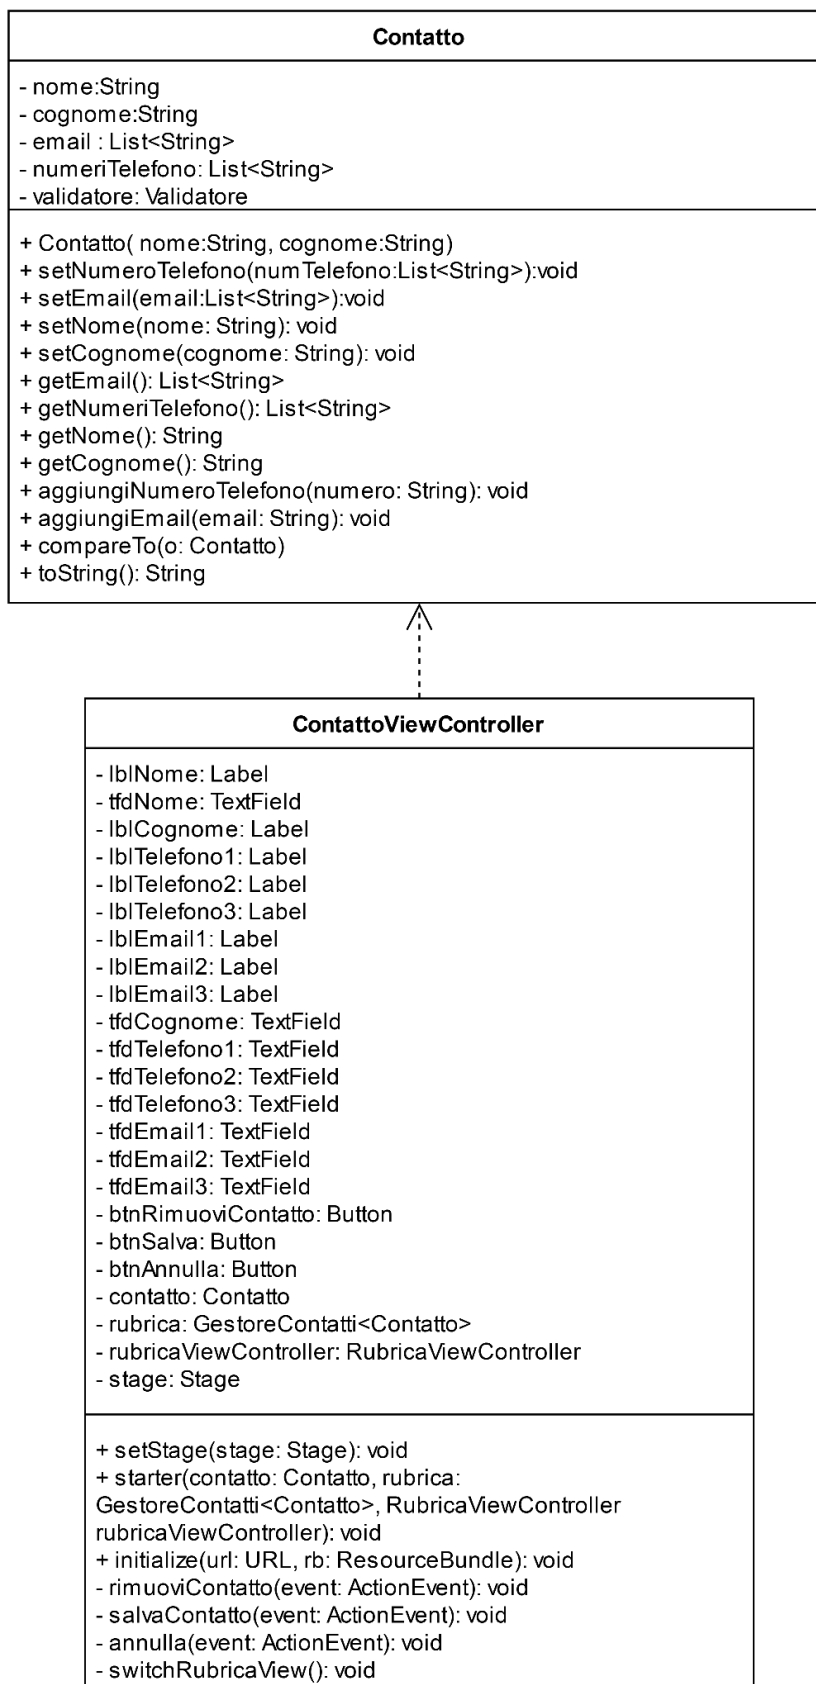 Contatto
- nome:String
- cognome:String
- email : List<String>
- numeriTelefono: List<String>
- validatore: Validatore
+ Contatto( nome:String, cognome:String)
+ setNumeroTelefono(numTelefono:List<String>):void
+ setEmail(email:List<String>):void
+ setNome(nome: String): void
+ setCognome(cognome: String): void
+ getEmail(): List<String>
+ getNumeriTelefono(): List<String>
+ getNome(): String
+ getCognome(): String
+ aggiungiNumeroTelefono(numero: String): void
+ aggiungiEmail(email: String): void
+ compareTo(o: Contatto)
+ toString(): String
ContattoViewController
- lblNome: Label
- tfdNome: TextField
- lblCognome: Label
- lblTelefono1: Label
- lblTelefono2: Label
- lblTelefono3: Label
- lblEmail1: Label
- lblEmail2: Label
- lblEmail3: Label
- tfdCognome: TextField
- tfdTelefono1: TextField
- tfdTelefono2: TextField
- tfdTelefono3: TextField
- tfdEmail1: TextField
- tfdEmail2: TextField
- tfdEmail3: TextField
- btnRimuoviContatto: Button
- btnSalva: Button
- btnAnnulla: Button
- contatto: Contatto
- rubrica: GestoreContatti<Contatto>
- rubricaViewController: RubricaViewController
- stage: Stage
+ setStage(stage: Stage): void
+ starter(contatto: Contatto, rubrica:
GestoreContatti<Contatto>, RubricaViewController
rubricaViewController): void
+ initialize(url: URL, rb: ResourceBundle): void
- rimuoviContatto(event: ActionEvent): void
- salvaContatto(event: ActionEvent): void
- annulla(event: ActionEvent): void
- switchRubricaView(): void